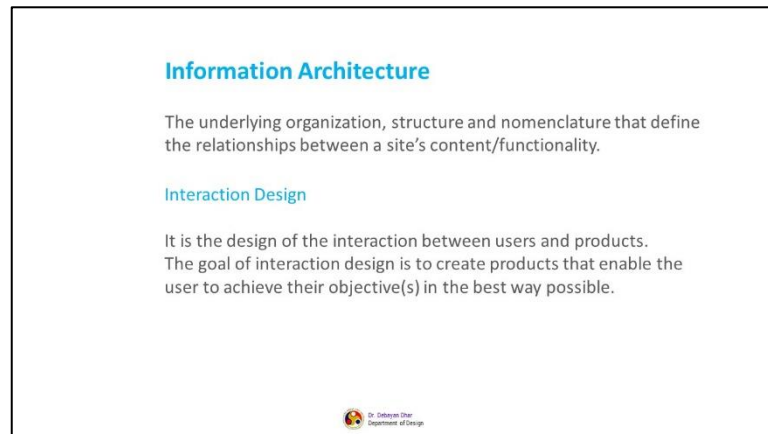 Information Architecture
The underlying organization, structure and nomenclature that define
the relationships between a site's content/functionality.
Interaction Design
It is the design of the interaction between users and products.
The goal of interaction design is to create products that enable the
user to achieve their objective(s) in the best way possible.
Dr. Debayan Dhar
Department of Design